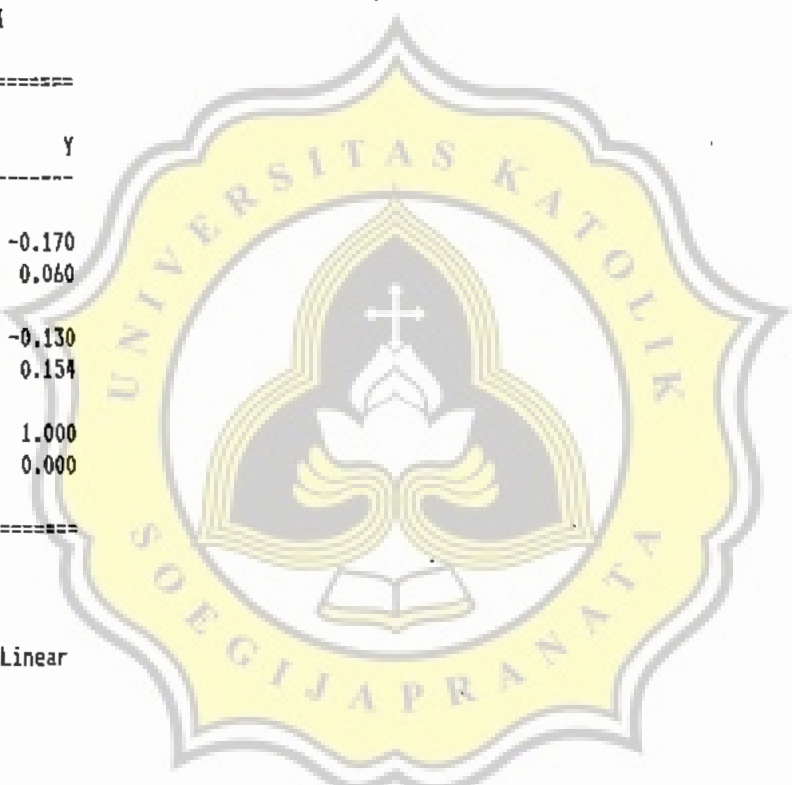 =======
Y
-------
-0.170
0.060
-0.130
0.154
1.000
0.000
=======
Linear
UNIVERSITAS KATOLIK
SOEGIJAPRANATA